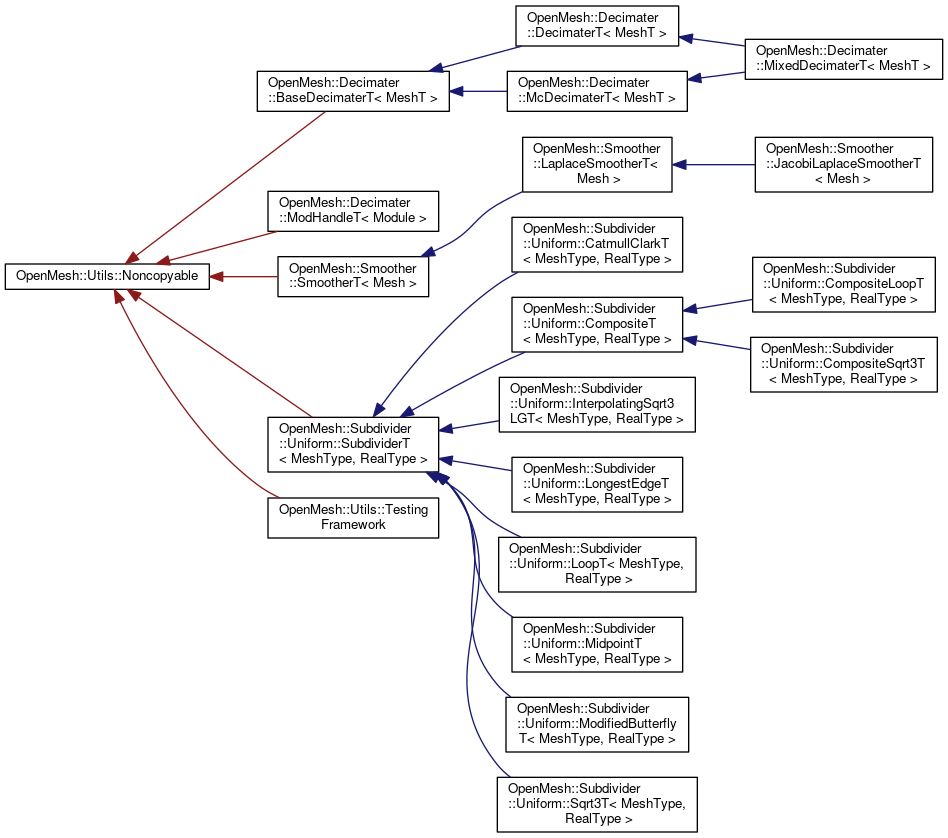 OpenMesh::Utils::Noncopyable
OpenMesh::Decimater
::BaseDecimaterT< MeshT >
OpenMesh::Decimater
::ModHandleT< Module >
OpenMesh::Smoother
::SmootherT< Mesh >
OpenMesh::Subdivider
::Uniform::SubdividerT
< MeshType, RealType >
OpenMesh::Utils::Testing
Framework
OpenMesh::Decimater
::DecimaterT< MeshT >
OpenMesh::Decimater
::McDecimaterT< MeshT >
OpenMesh::Smoother
::LaplaceSmootherT<
Mesh >
OpenMesh::Subdivider
::Uniform::CatmullClarkT
< MeshType, RealType >
OpenMesh::Subdivider
::Uniform::CompositeT
< MeshType, RealType >
OpenMesh::Subdivider
::Uniform::InterpolatingSqrt3
LGT< MeshType, RealType >
OpenMesh::Subdivider
::Uniform::LongestEdgeT
< MeshType, RealType >
OpenMesh::Subdivider
::Uniform::LoopT< MeshType,
RealType >
OpenMesh::Subdivider
::Uniform::MidpointT
< MeshType, RealType >
OpenMesh::Subdivider
::Uniform::ModifiedButterfly
T< MeshType, RealType >
OpenMesh::Subdivider
::Uniform::Sqrt3T< MeshType,
RealType >
OpenMesh::Decimater
::MixedDecimaterT< MeshT >
OpenMesh::Smoother
::JacobiLaplaceSmootherT
< Mesh >
OpenMesh::Subdivider
::Uniform::CompositeLoopT
< MeshType, RealType >
OpenMesh::Subdivider
::Uniform::CompositeSqrt3T
< MeshType, RealType >